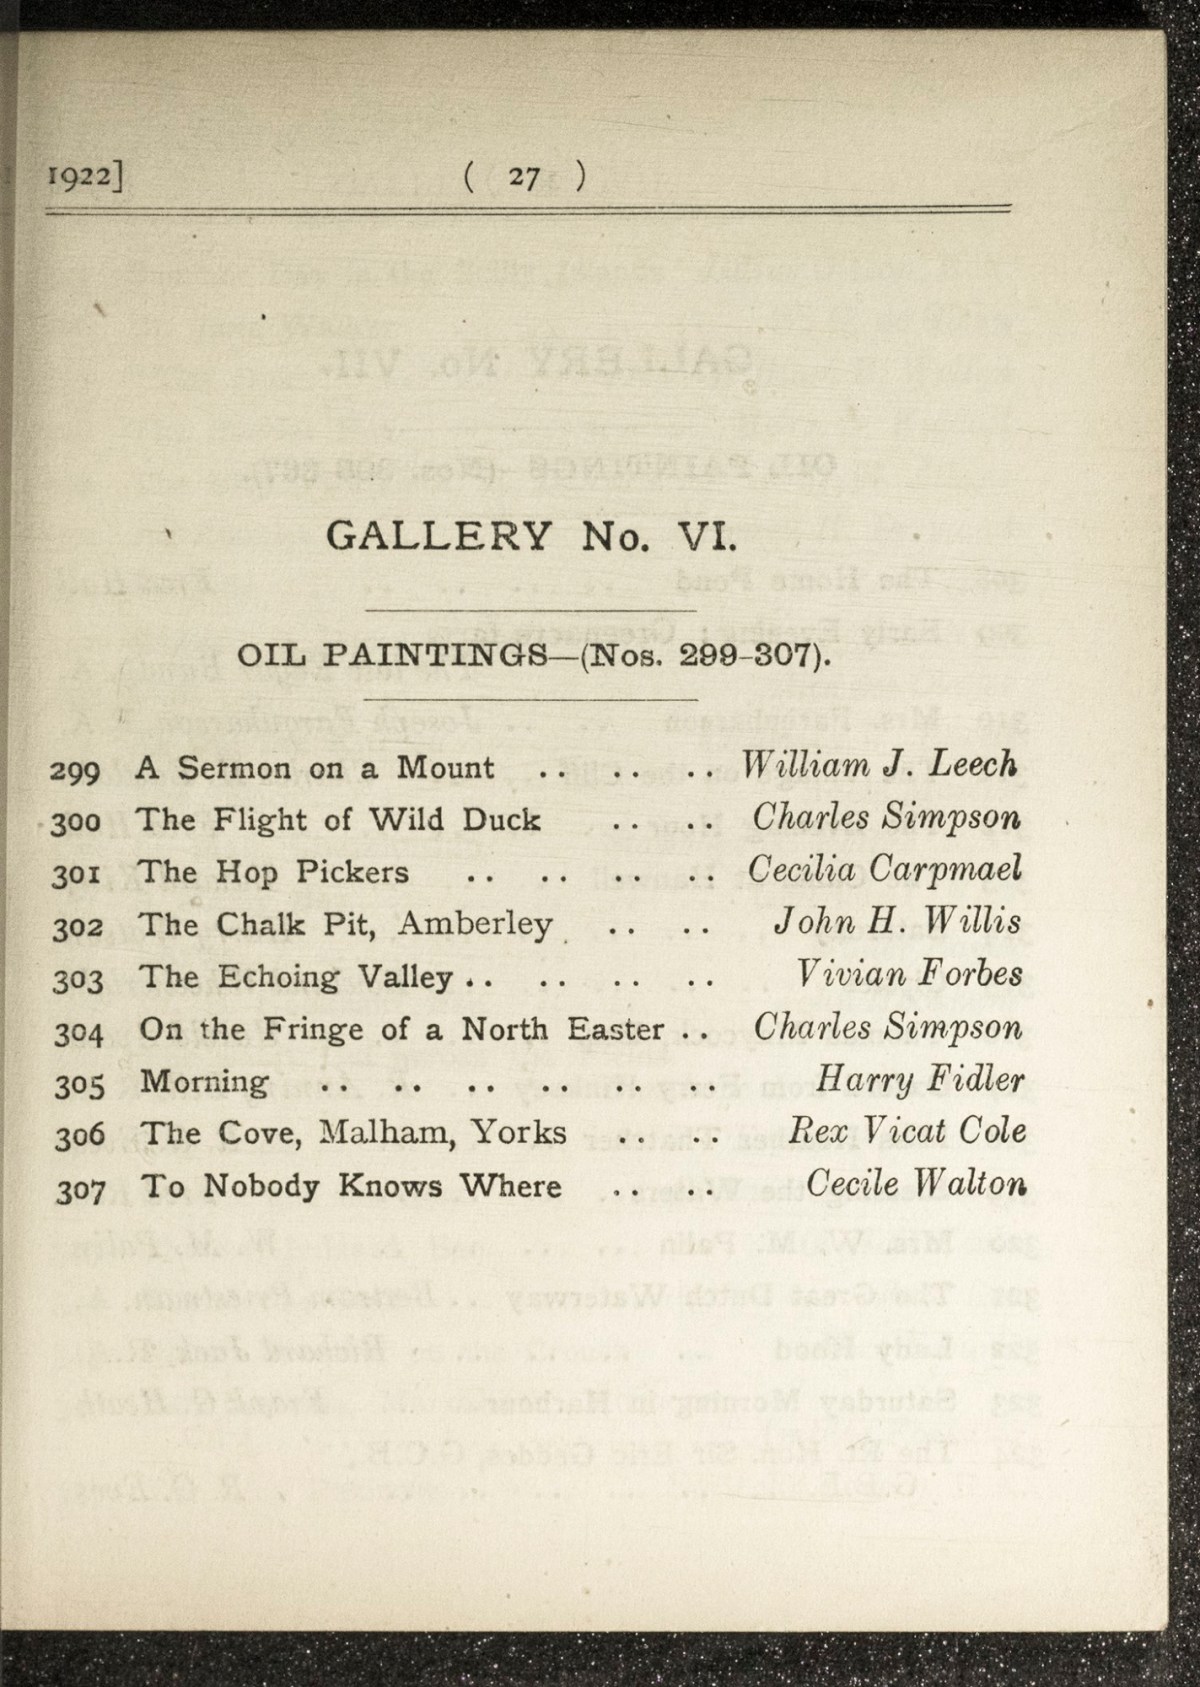 1922] ( 27 )
GALLERY No. VI.
OIL PAINTINGS—(Nos. 299-307).
299 A Sermon on a Mount .. .. .. William J. Leech
300 The Flight of Wild Duck .. .. Charles Simpson
301 The Hop Pickers .. .. .. .. Cecilia Carpmael
302 The Chalk Pit, Amberley .. .. John H. Willis
303 The Echoing Valley .. .. .. .. Vivian Forbes
304 On the Fringe of a North Easter .. Charles Simpson
305 Morning .. .. .. .. .. .. Harry Fidler
306 The Cove, Malham, Yorks .. .. Rex Vicat Cole
307 To Nobody Knows Where .. .. Cecile Walton